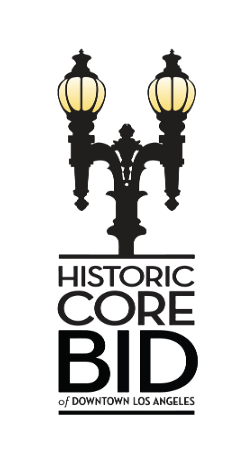 HISTORIC
CORE
BID
of DOWNTOWN LOS ANGELES